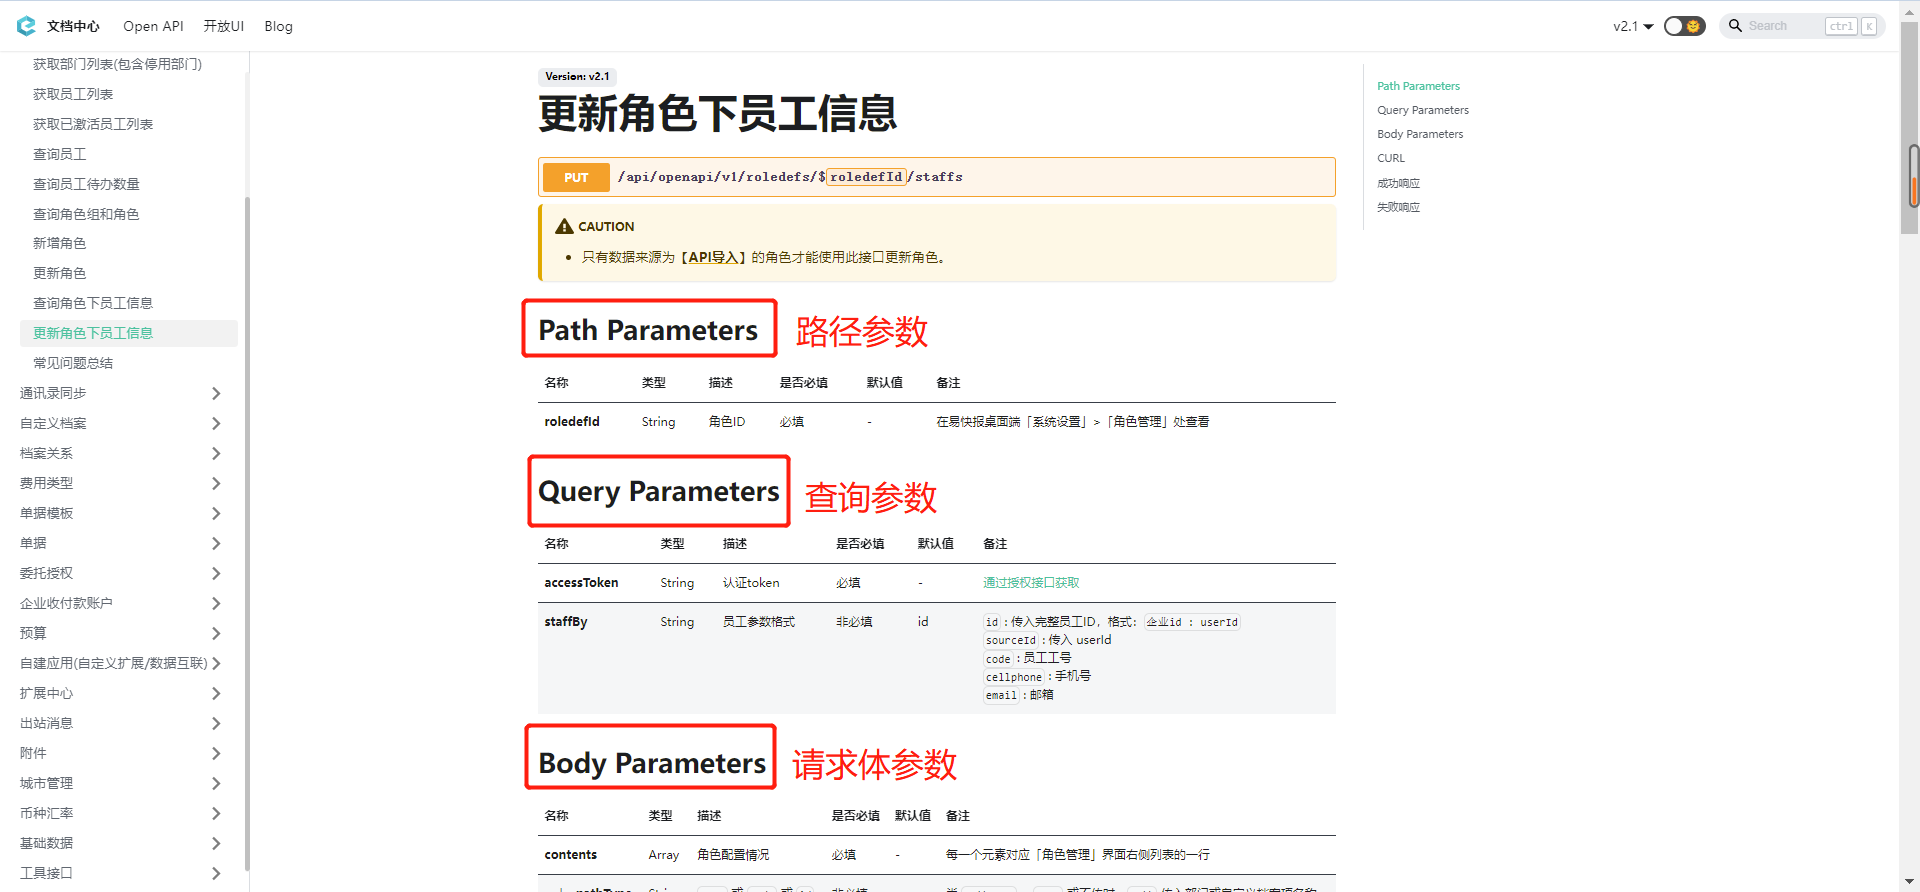 文档中心 Open API 开放UI Blog v2.1 Search ctrl K
获取部门列表(包含停用部门)
获取员工列表
获取已激活员工列表
查询员工
查询员工待办数量
查询角色组和角色
新增角色
更新角色
查询角色下员工信息
更新角色下员工信息
常见问题总结
通讯录同步
自定义档案
档案关系
费用类型
单据模板
单据
委托授权
企业收付款账户
预算
自建应用(自定义扩展/数据互联)
扩展中心
出站消息
附件
城市管理
币种汇率
基础数据
工具接口
Version: v2.1
更新角色下员工信息
PUT /api/openapi/v1/roledefs/$roledefId/staffs
CAUTION
只有数据来源为【API导入】的角色才能使用此接口更新角色。
Path Parameters 路径参数
名称 类型 描述 是否必填 默认值 备注
roledefId String 角色ID 必填 - 在易快报桌面端「系统设置」>「角色管理」处查看
Query Parameters 查询参数
名称 类型 描述 是否必填 默认值 备注
accessToken String 认证token 必填 - 通过授权接口获取
staffBy String 员工参数格式 非必填 id id : 传入完整员工ID，格式： 企业id : userId
sourceId : 传入 userId
code : 员工工号
cellphone : 手机号
email : 邮箱
Body Parameters 请求体参数
名称 类型 描述 是否必填 默认值 备注
contents Array 角色配置情况 必填 - 每一个元素对应「角色管理」界面右侧列表的一行
Path Parameters
Query Parameters
Body Parameters
CURL
成功响应
失败响应